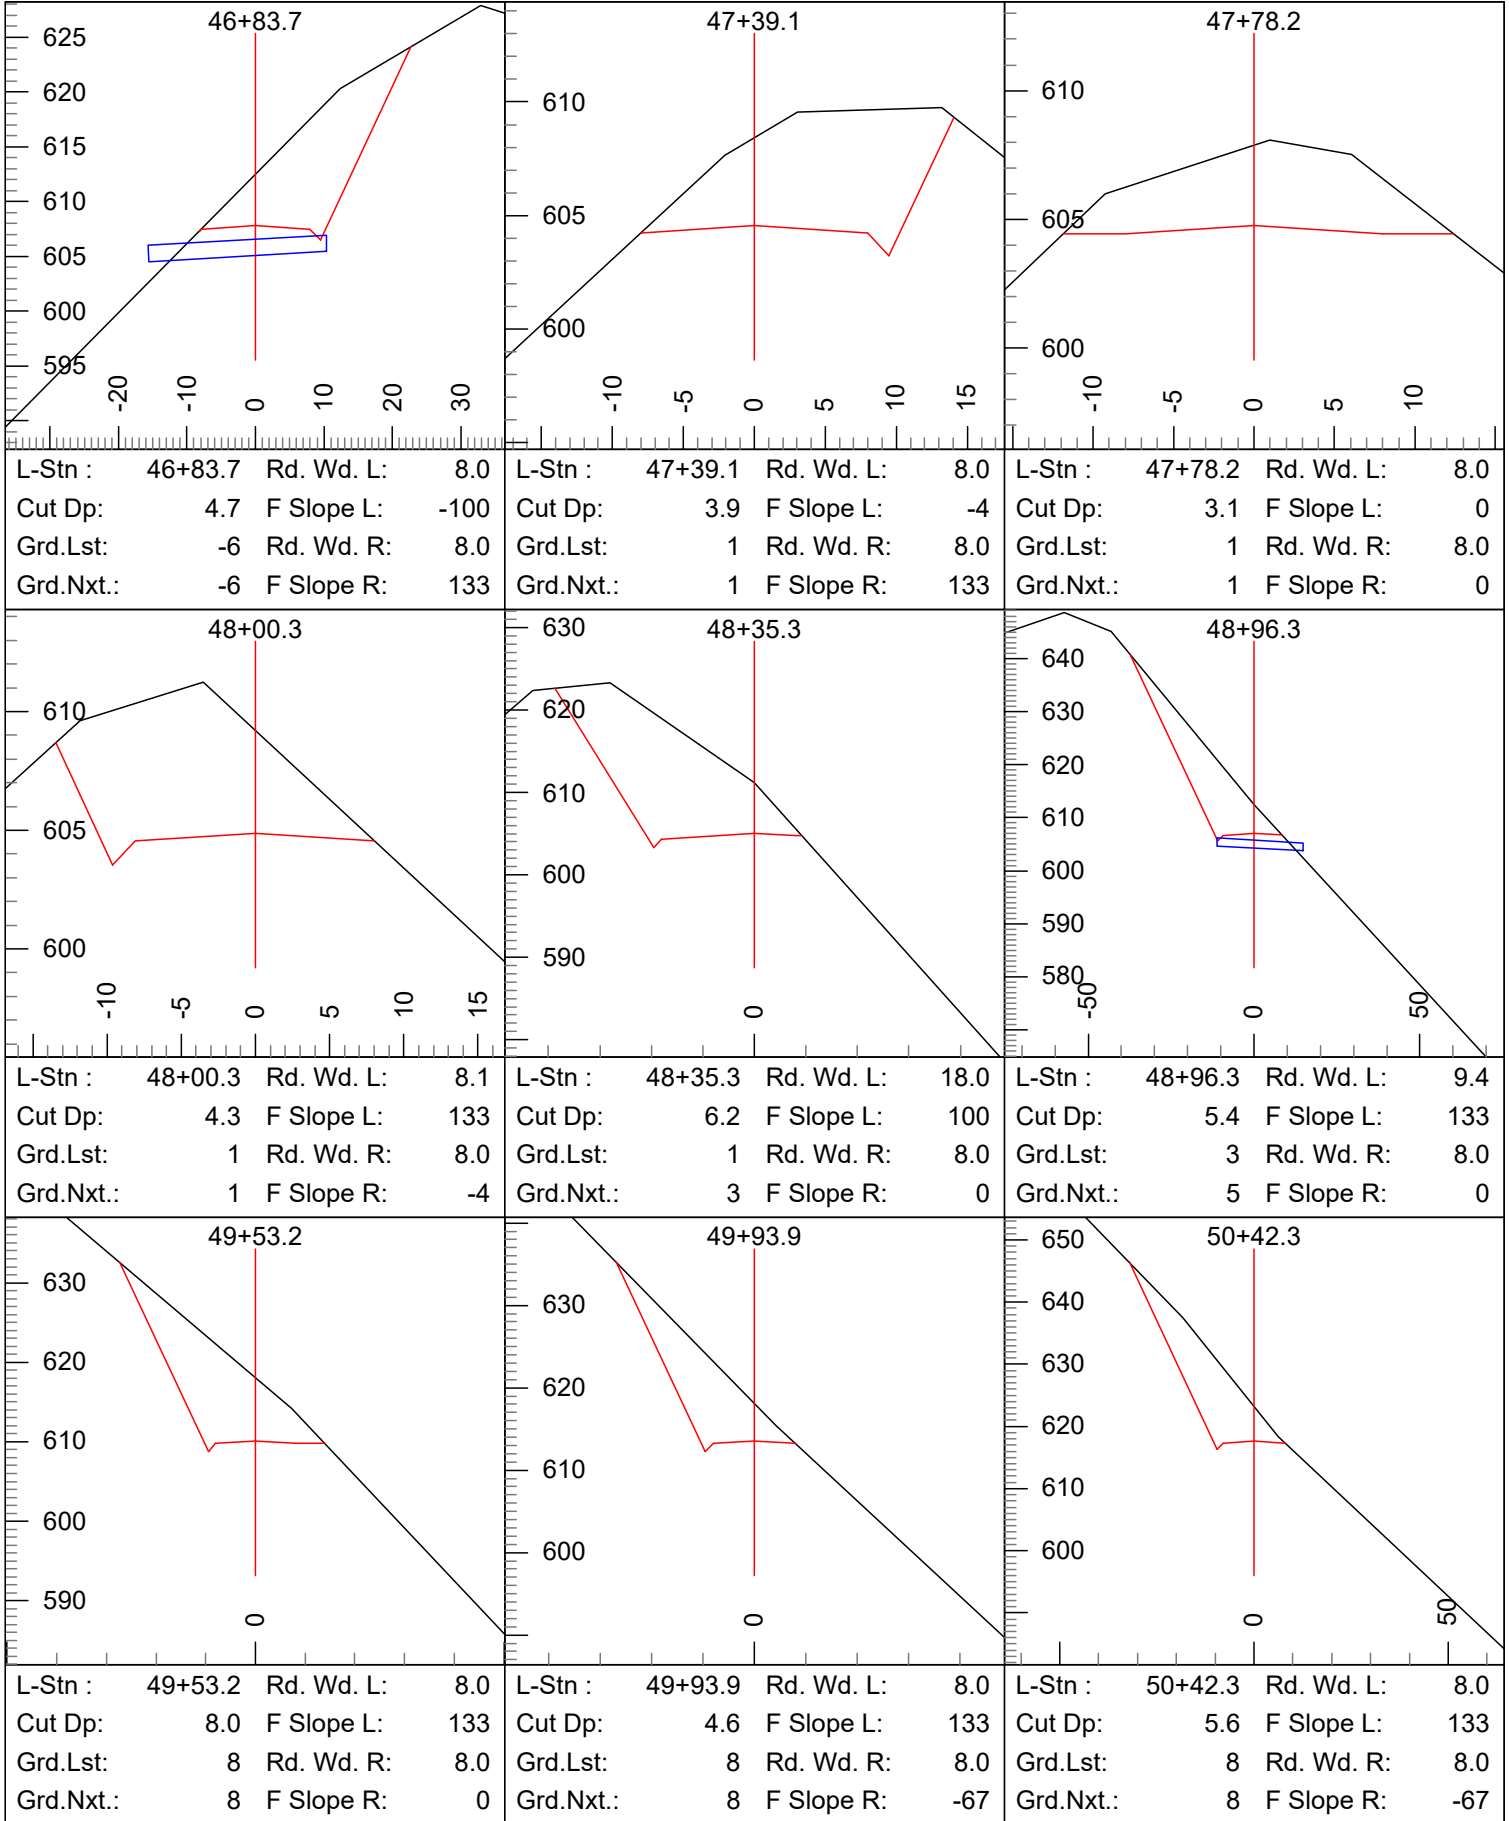 46+83.7
625
620
615
610
605
600
595
-20
-10
0
10
20
30
L-Stn : 46+83.7 Rd. Wd. L: 8.0
Cut Dp: 4.7 F Slope L: -100
Grd.Lst: -6 Rd. Wd. R: 8.0
Grd.Nxt.: -6 F Slope R: 133
47+39.1
610
605
600
-10
-5
0
5
10
15
L-Stn : 47+39.1 Rd. Wd. L: 8.0
Cut Dp: 3.9 F Slope L: -4
Grd.Lst: 1 Rd. Wd. R: 8.0
Grd.Nxt.: 1 F Slope R: 133
47+78.2
610
605
600
-10
-5
0
5
10
L-Stn : 47+78.2 Rd. Wd. L: 8.0
Cut Dp: 3.1 F Slope L: 0
Grd.Lst: 1 Rd. Wd. R: 8.0
Grd.Nxt.: 1 F Slope R: 0
48+00.3
610
605
600
-10
-5
0
5
10
15
L-Stn : 48+00.3 Rd. Wd. L: 8.1
Cut Dp: 4.3 F Slope L: 133
Grd.Lst: 1 Rd. Wd. R: 8.0
Grd.Nxt.: 1 F Slope R: -4
48+35.3
630
620
610
600
590
0
L-Stn : 48+35.3 Rd. Wd. L: 18.0
Cut Dp: 6.2 F Slope L: 100
Grd.Lst: 1 Rd. Wd. R: 8.0
Grd.Nxt.: 3 F Slope R: 0
48+96.3
640
630
620
610
600
590
580
-50
0
50
L-Stn : 48+96.3 Rd. Wd. L: 9.4
Cut Dp: 5.4 F Slope L: 133
Grd.Lst: 3 Rd. Wd. R: 8.0
Grd.Nxt.: 5 F Slope R: 0
49+53.2
630
620
610
600
590
0
L-Stn : 49+53.2 Rd. Wd. L: 8.0
Cut Dp: 8.0 F Slope L: 133
Grd.Lst: 8 Rd. Wd. R: 8.0
Grd.Nxt.: 8 F Slope R: 0
49+93.9
630
620
610
600
0
L-Stn : 49+93.9 Rd. Wd. L: 8.0
Cut Dp: 4.6 F Slope L: 133
Grd.Lst: 8 Rd. Wd. R: 8.0
Grd.Nxt.: 8 F Slope R: -67
50+42.3
650
640
630
620
610
600
0
50
L-Stn : 50+42.3 Rd. Wd. L: 8.0
Cut Dp: 5.6 F Slope L: 133
Grd.Lst: 8 Rd. Wd. R: 8.0
Grd.Nxt.: 8 F Slope R: -67